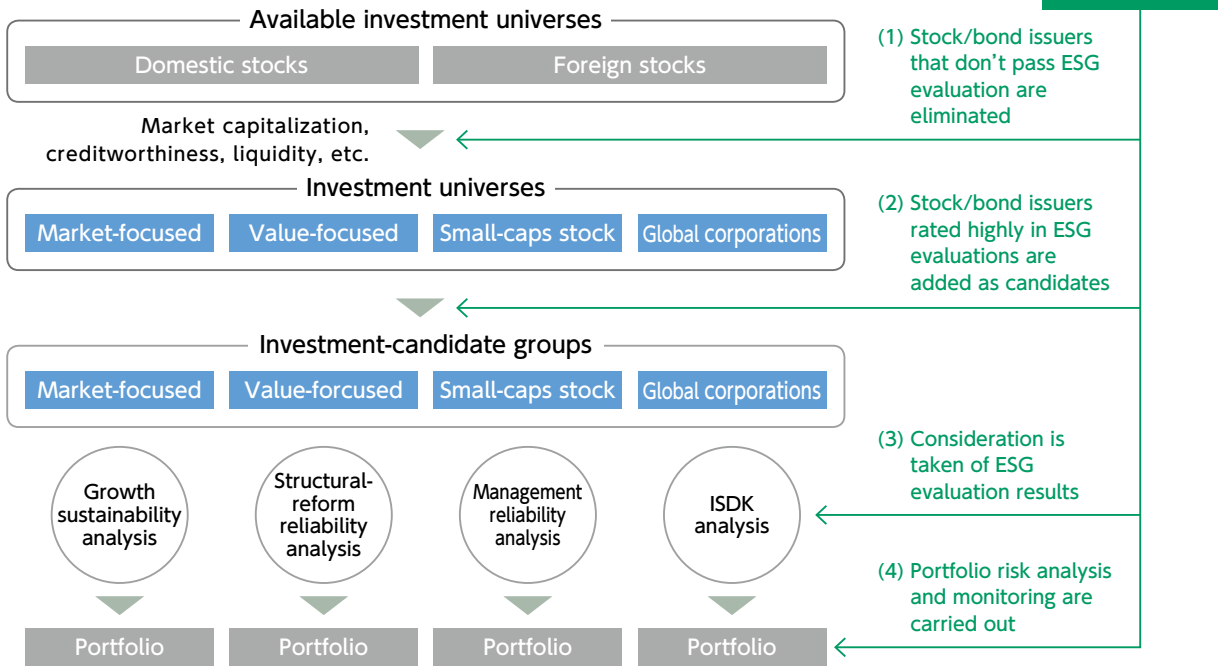 Available investment universes
Domestic stocks
Foreign stocks
Market capitalization,
creditworthiness, liquidity, etc.
(1) Stock/bond issuers
that don't pass ESG
evaluation are
eliminated
Investment universes
Market-focused
Value-focused
Small-caps stock
Global corporations
(2) Stock/bond issuers
rated highly in ESG
evaluations are
added as candidates
Investment-candidate groups
Market-focused
Value-forcused
Small-caps stock
Global corporations
Growth
sustainability
analysis
Structural-
reform
reliability
analysis
Management
reliability
analysis
ISDK
analysis
(3) Consideration is
taken of ESG
evaluation results
(4) Portfolio risk analysis
and monitoring are
carried out
Portfolio
Portfolio
Portfolio
Portfolio